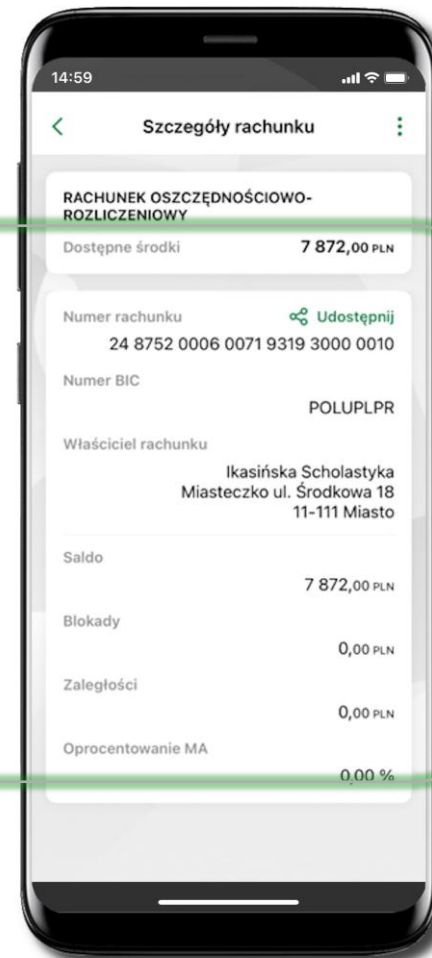 14:59
Szczegóły rachunku
RACHUNEK OSZCZĘDNOŚCIOWO-
ROZLICZENIOWY
Dostępne środki 7 872,00 PLN
Numer rachunku Udostępnij
24 8752 0006 0071 9319 3000 0010
Numer BIC
POLUPLPR
Właściciel rachunku
Ikasińska Scholastyka
Miasteczko ul. Środkowa 18
11-111 Miasto
Saldo
7 872,00 PLN
Blokady
0,00 PLN
Zaległości
0,00 PLN
Oprocentowanie MA
0,00 %